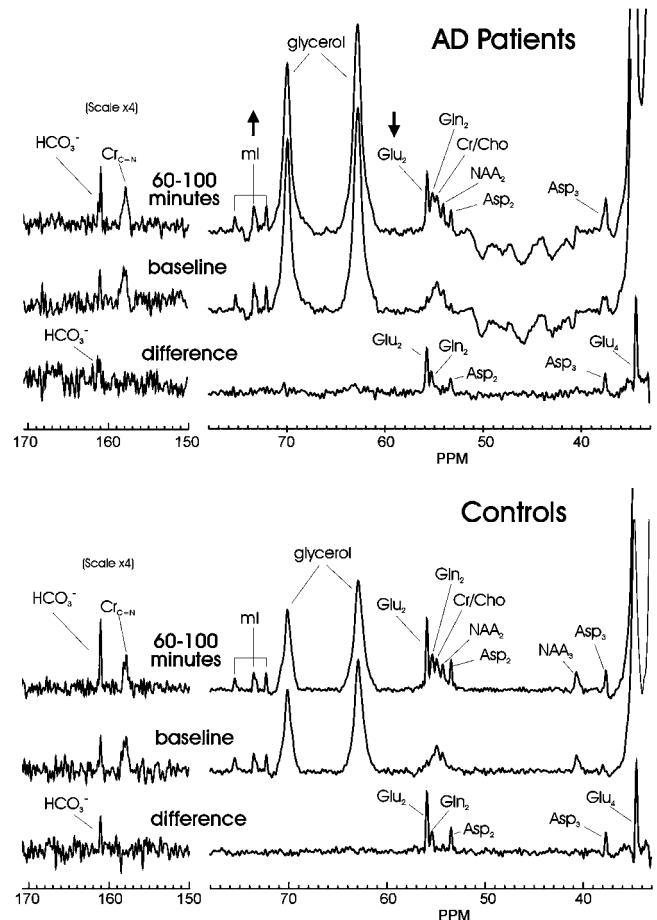 AD Patients
glycerol
(Scale x4)
HCO₃⁻
Cr C=N
mI
60-100
minutes
Glu₂
Gln₂
Cr/Cho
NAA₂
Asp₂
Asp₃
baseline
HCO₃⁻
difference
Glu₂
Gln₂
Asp₂
Asp₃
Glu₄
170 160 150 70 60 50 40
PPM
Controls
glycerol
(Scale x4)
HCO₃⁻
Cr C=N
mI
60-100
minutes
Glu₂
Gln₂
Cr/Cho
NAA₂
Asp₂
NAA₃
Asp₃
baseline
HCO₃⁻
difference
Glu₂
Gln₂
Asp₂
Asp₃
Glu₄
170 160 150 70 60 50 40
PPM